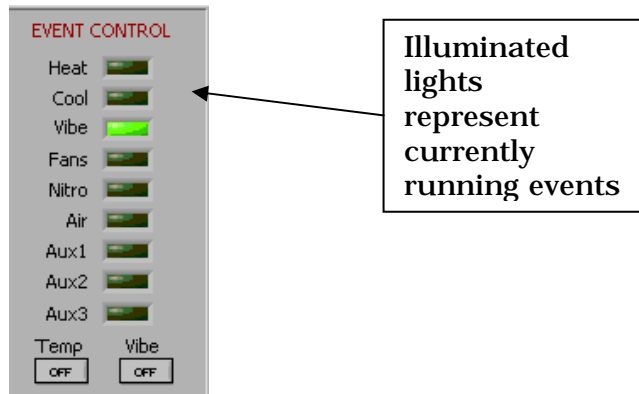 EVENT CONTROL
Heat
Cool
Vibe
Fans
Nitro
Air
Aux1
Aux2
Aux3
Temp Vibe
OFF OFF
Illuminated
lights
represent
currently
running events